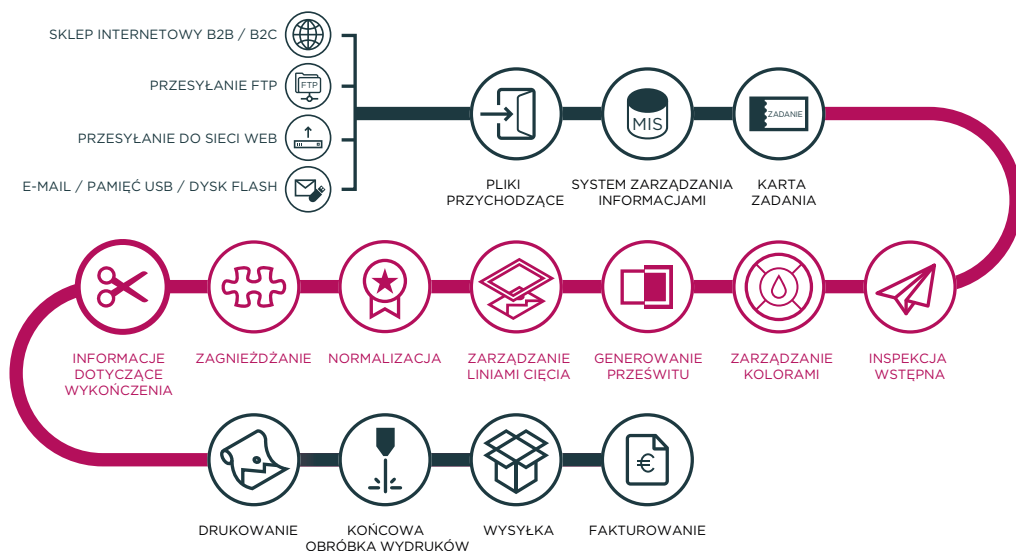 SKLEP INTERNETOWY B2B / B2C
PRZESYŁANIE FTP
FTP
PRZESYŁANIE DO SIECI WEB
E-MAIL / PAMIĘĆ USB / DYSK FLASH
MIS
ZADANIE
PLIKI
PRZYCHODZĄCE
SYSTEM ZARZĄDZANIA
INFORMACJAMI
KARTA
ZADANIA
INFORMACJE
DOTYCZĄCE
WYKOŃCZENIA
ZAGNIEŻDŻANIE
NORMALIZACJA
ZARZĄDZANIE
LINIAMI CIĘCIA
GENEROWANIE
PRZEŚWITU
ZARZĄDZANIE
KOLORAMI
INSPEKCJA
WSTĘPNA
DRUKOWANIE
KOŃCOWA
OBRÓBKA WYDRUKÓW
WYSYŁKA
€
FAKTUROWANIE